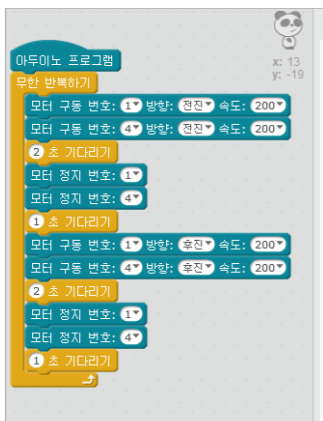 x: 13
y: -19
아두이노 프로그램
무한 반복하기
모터 구동 번호: 1 방향: 전진 속도: 200
모터 구동 번호: 4 방향: 전진 속도: 200
2 초 기다리기
모터 정지 번호: 1
모터 정지 번호: 4
1 초 기다리기
모터 구동 번호: 1 방향: 후진 속도: 200
모터 구동 번호: 4 방향: 후진 속도: 200
2 초 기다리기
모터 정지 번호: 1
모터 정지 번호: 4
1 초 기다리기